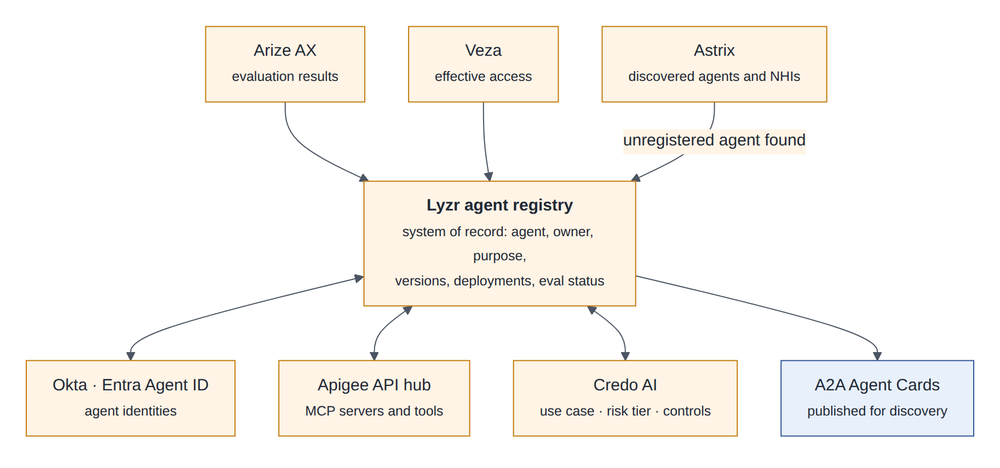 Arize AX
evaluation results
Veza
effective access
Astrix
discovered agents and NHIs
unregistered agent found
Lyzr agent registry
system of record: agent, owner,
purpose,
versions, deployments, eval status
Okta · Entra Agent ID
agent identities
Apigee API hub
MCP servers and tools
Credo AI
use case · risk tier · controls
A2A Agent Cards
published for discovery